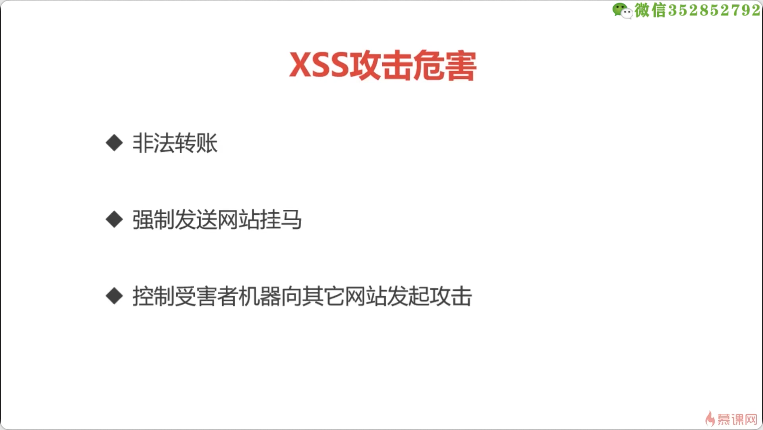 微信352852792
XSS攻击危害
◆ 非法转账
◆ 强制发送网站挂马
◆ 控制受害者机器向其它网站发起攻击
慕课网